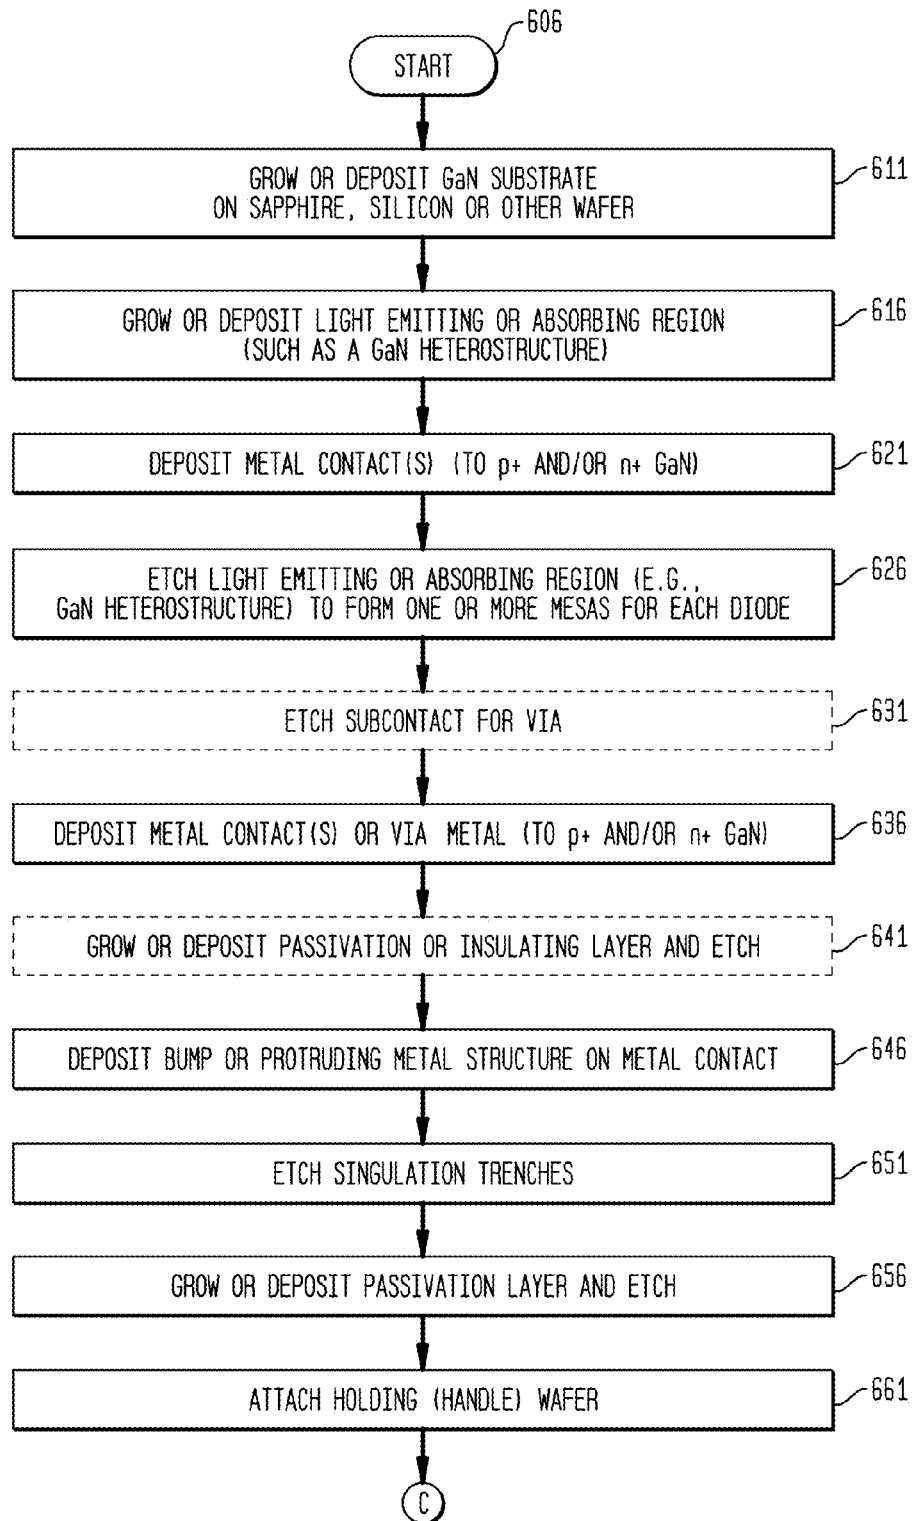 606
START
GROW OR DEPOSIT GaN SUBSTRATE
ON SAPPHIRE, SILICON OR OTHER WAFER
611
GROW OR DEPOSIT LIGHT EMITTING OR ABSORBING REGION
(SUCH AS A GaN HETEROSTRUCTURE)
616
DEPOSIT METAL CONTACT(S) (TO p+ AND/OR n+ GaN)
621
ETCH LIGHT EMITTING OR ABSORBING REGION (E.G.,
GaN HETEROSTRUCTURE) TO FORM ONE OR MORE MESAS FOR EACH DIODE
626
ETCH SUBCONTACT FOR VIA
631
DEPOSIT METAL CONTACT(S) OR VIA METAL (TO p+ AND/OR n+ GaN)
636
GROW OR DEPOSIT PASSIVATION OR INSULATING LAYER AND ETCH
641
DEPOSIT BUMP OR PROTRUDING METAL STRUCTURE ON METAL CONTACT
646
ETCH SINGULATION TRENCHES
651
GROW OR DEPOSIT PASSIVATION LAYER AND ETCH
656
ATTACH HOLDING (HANDLE) WAFER
661
C